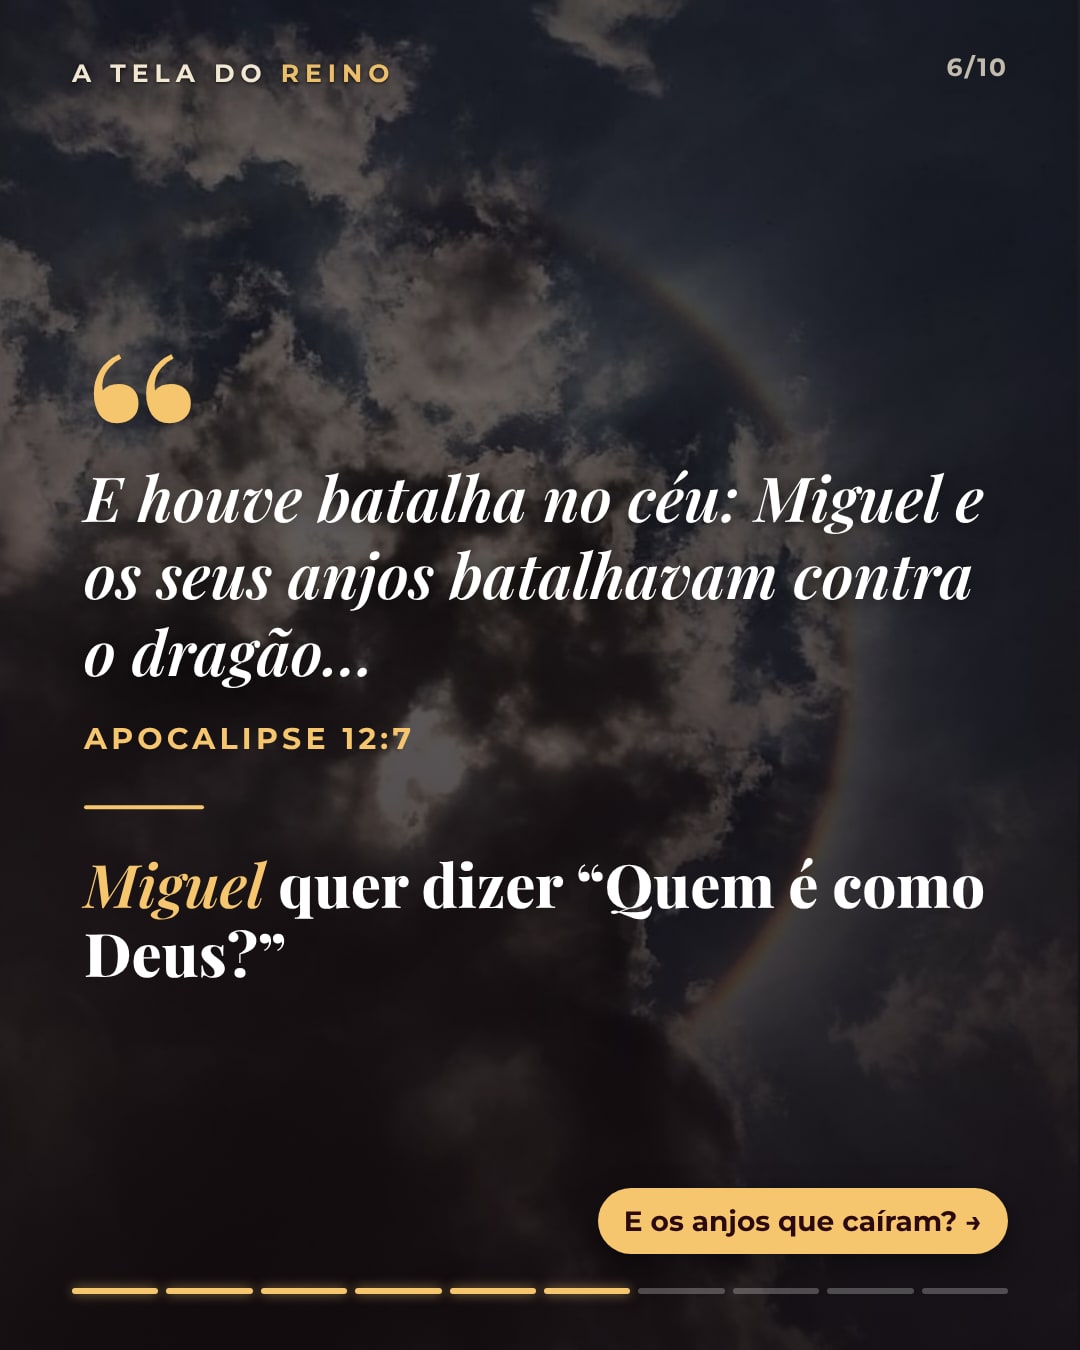 A TELA DO REINO
6/10
“
E houve batalha no céu: Miguel e
os seus anjos batalhavam contra
o dragão...
APOCALIPSE 12:7
Miguel quer dizer “Quem é como
Deus?”
E os anjos que caíram? →